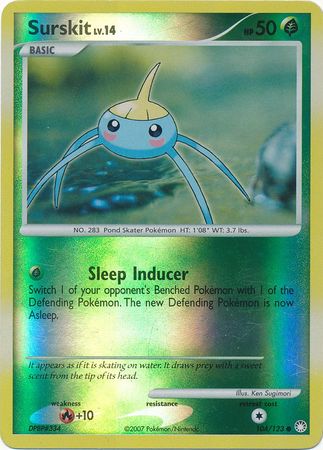 Surskit LV.14
HP 50
BASIC
NO. 283 Pond Skater Pokémon HT: 1'08" WT: 3.7 lbs.
Sleep Inducer
Switch 1 of your opponent's Benched Pokémon with 1 of the
Defending Pokémon. The new Defending Pokémon is now
Asleep.
It appears as if it is skating on water. It draws prey with a sweet
scent from the tip of its head.
Illus. Ken Sugimori
DPBP#334
weakness
resistance
retreat cost
+10
©2007 Pokémon/Nintendo
104/123